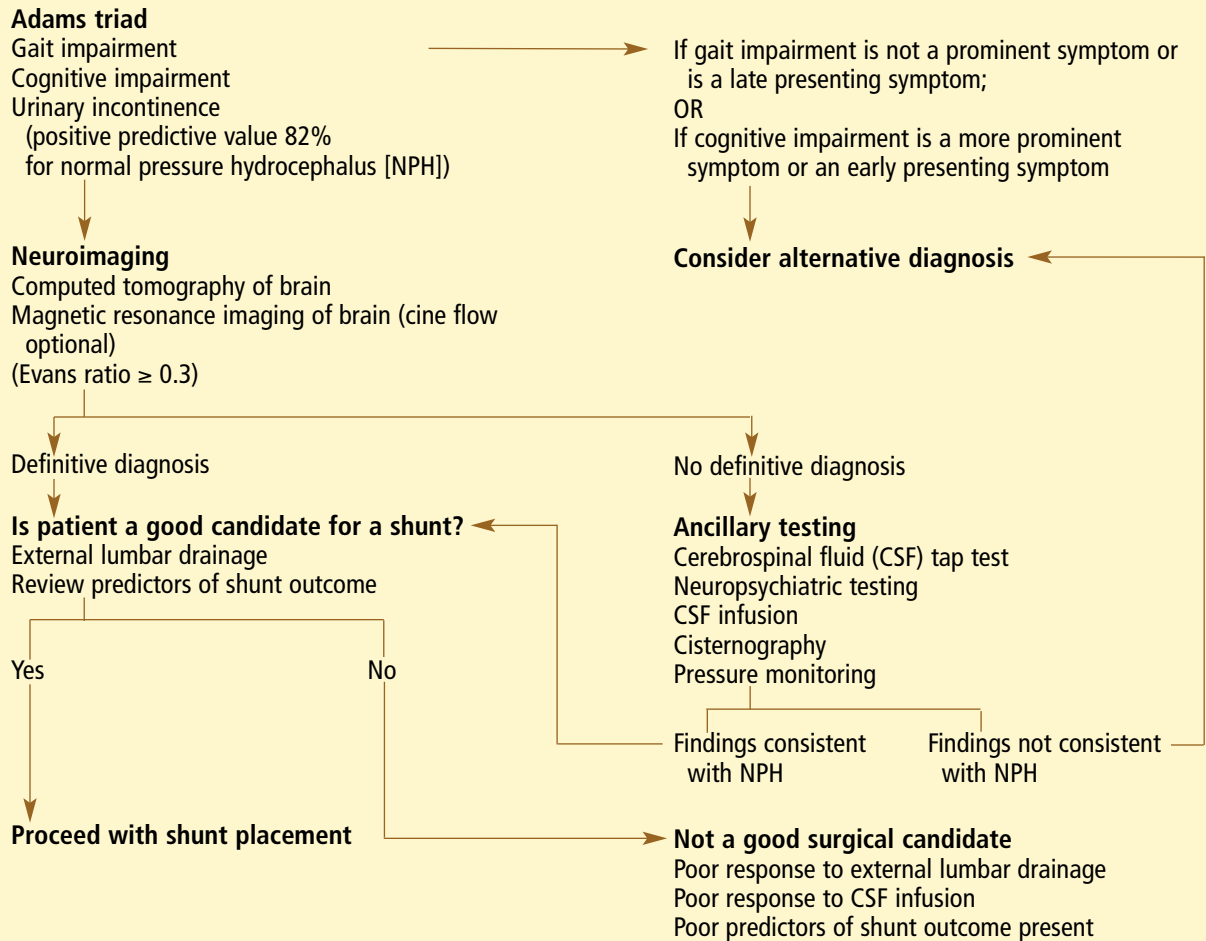 Adams triad
Gait impairment
Cognitive impairment
Urinary incontinence
(positive predictive value 82%
for normal pressure hydrocephalus [NPH])
If gait impairment is not a prominent symptom or
is a late presenting symptom;
OR
If cognitive impairment is a more prominent
symptom or an early presenting symptom
Neuroimaging
Computed tomography of brain
Magnetic resonance imaging of brain (cine flow
optional)
(Evans ratio ≥ 0.3)
Consider alternative diagnosis
Definitive diagnosis
No definitive diagnosis
Is patient a good candidate for a shunt?
External lumbar drainage
Review predictors of shunt outcome
Ancillary testing
Cerebrospinal fluid (CSF) tap test
Neuropsychiatric testing
CSF infusion
Cisternography
Pressure monitoring
Yes
No
Findings consistent
with NPH
Findings not consistent
with NPH
Proceed with shunt placement
Not a good surgical candidate
Poor response to external lumbar drainage
Poor response to CSF infusion
Poor predictors of shunt outcome present